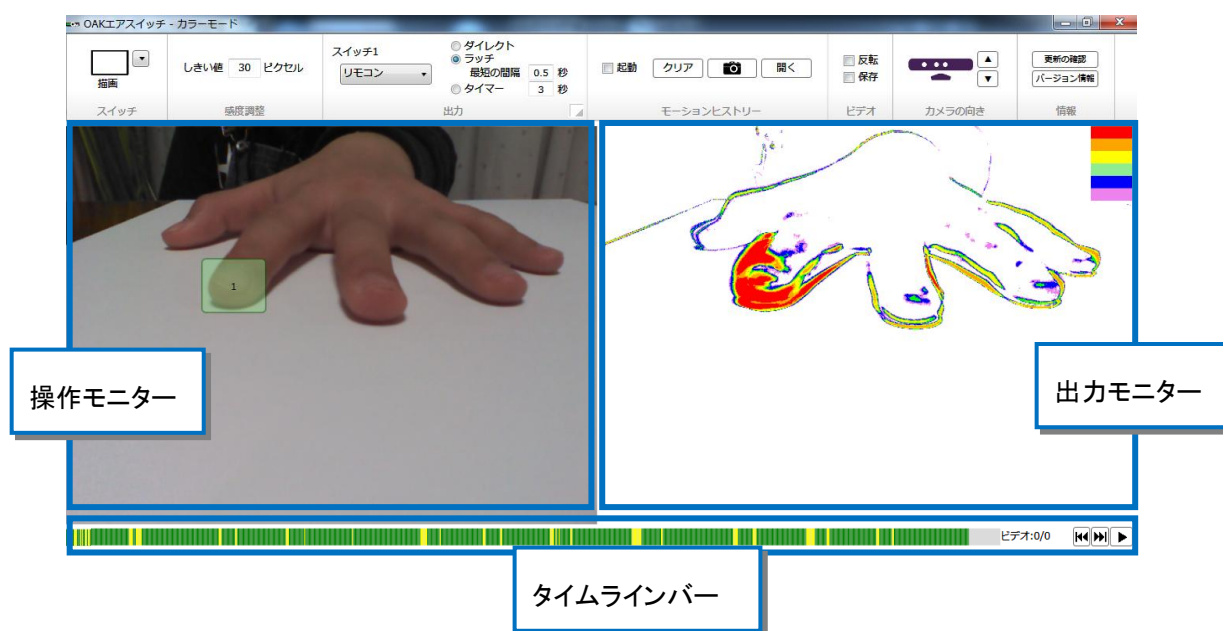 OAKエアスイッチ - カラーモード
描画
スイッチ
しきい値 30 ピクセル
感度調整
スイッチ1
リモコン
ダイレクト
ラッチ
最短の間隔 0.5 秒
タイマー 3 秒
出力
起動 クリア 開く
モーションヒストリー
反転
保存
ビデオ
カメラの向き
更新の確認
バージョン情報
情報
1
操作モニター
出力モニター
ビデオ:0/0
タイムラインバー